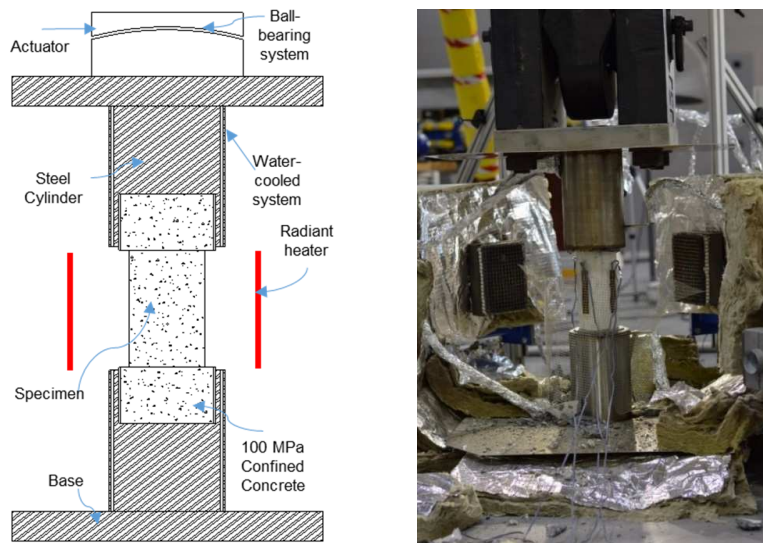 Ball-
bearing
system
Actuator
Steel
Cylinder
Water-
cooled
system
Radiant
heater
Specimen
100 MPa
Confined
Concrete
Base